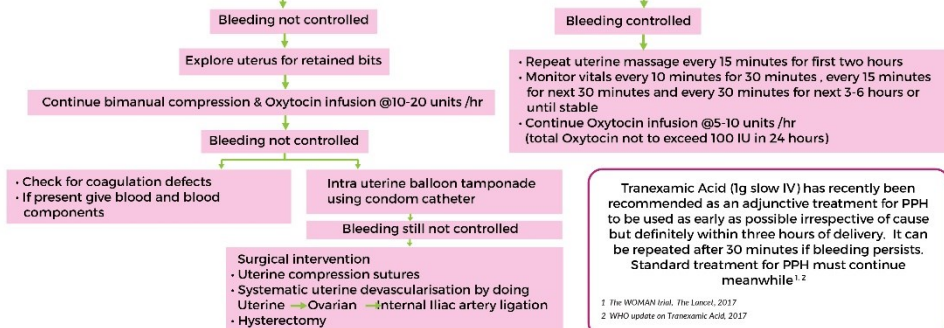 Bleeding not controlled
Explore uterus for retained bits
Continue bimanual compression & Oxytocin infusion @10-20 units /hr
Bleeding not controlled
• Check for coagulation defects
• If present give blood and blood
components
Intra uterine balloon tamponade
using condom catheter
Bleeding still not controlled
Surgical intervention
• Uterine compression sutures
• Systematic uterine devascularisation by doing
Uterine → Ovarian → Internal Iliac artery ligation
• Hysterectomy
Bleeding controlled
• Repeat uterine massage every 15 minutes for first two hours
• Monitor vitals every 10 minutes for 30 minutes , every 15 minutes
for next 30 minutes and every 30 minutes for next 3-6 hours or
until stable
• Continue Oxytocin infusion @5-10 units /hr
(total Oxytocin not to exceed 100 IU in 24 hours)
Tranexamic Acid (1g slow IV) has recently been
recommended as an adjunctive treatment for PPH
to be used as early as possible irrespective of cause
but definitely within three hours of delivery. It can
be repeated after 30 minutes if bleeding persists.
Standard treatment for PPH must continue
meanwhile 1, 2
1 The WOMAN trial, The Lancet, 2017
2 WHO update on Tranexamic Acid, 2017